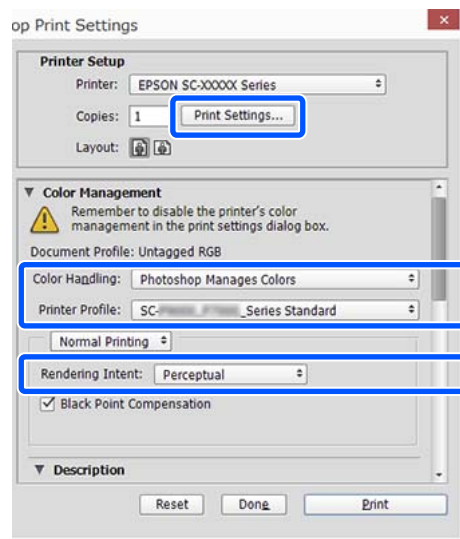 op Print Settings
Printer Setup
Printer: EPSON SC-XXXXX Series
Copies: 1 Print Settings...
Layout:
▼ Color Management
Remember to disable the printer's color
management in the print settings dialog box.
Document Profile: Untagged RGB
Color Handling: Photoshop Manages Colors
Printer Profile: SC- _Series Standard
Normal Printing
Rendering Intent: Perceptual
Black Point Compensation
▼ Description
Reset Done Print